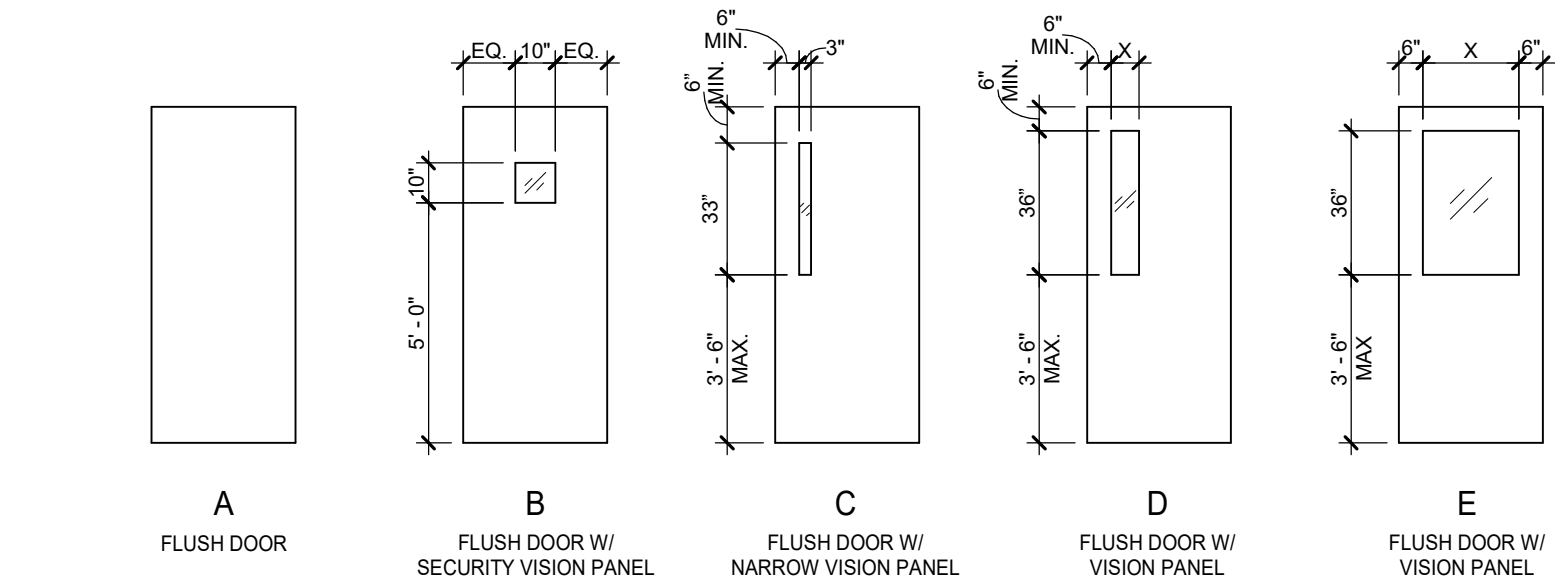 EQ. 10" EQ.
10"
5' - 0"
6"
MIN.
3"
6"
MIN.
33"
3' - 6"
MAX.
6"
MIN.
X
6"
MIN.
36"
3' - 6"
MAX.
6" X 6"
36"
3' - 6"
MAX
A
FLUSH DOOR
B
FLUSH DOOR W/
SECURITY VISION PANEL
C
FLUSH DOOR W/
NARROW VISION PANEL
D
FLUSH DOOR W/
VISION PANEL
E
FLUSH DOOR W/
VISION PANEL